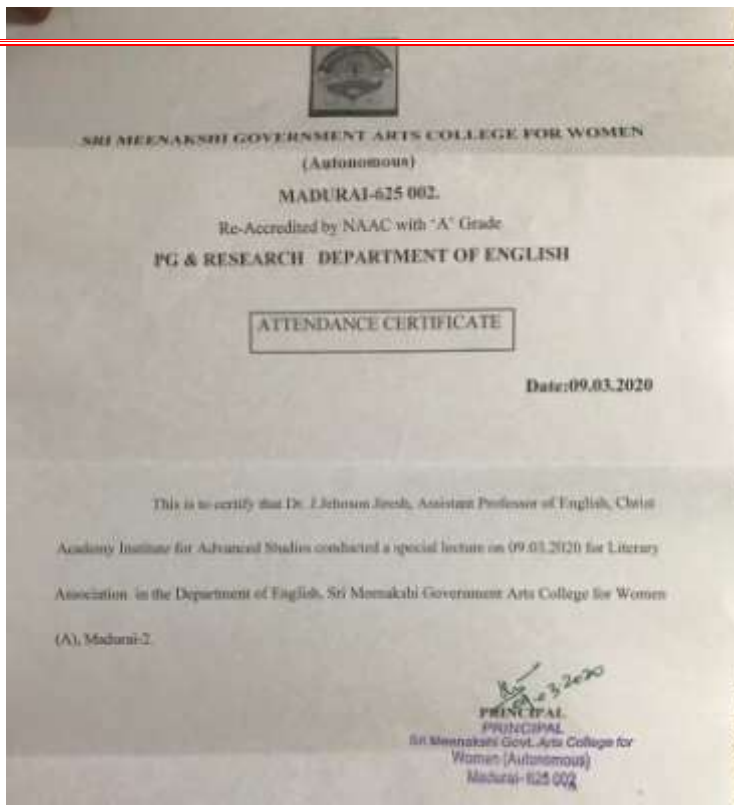 SRI MEENAKSHI GOVERNMENT ARTS COLLEGE FOR WOMEN
(Autonomous)
MADURAI-625 002.
Re-Accredited by NAAC with ‘A’ Grade
PG & RESEARCH DEPARTMENT OF ENGLISH
ATTENDANCE CERTIFICATE
Date:09.03.2020
This is to certify that Dr. J.Jehnson Jiresh, Assistant Professor of English, Christ
Academy Institute for Advanced Studies conducted a special lecture on 09.03.2020 for Literary
Association in the Department of English, Sri Meenakshi Government Arts College for Women
(A), Madurai-2.
PRINCIPAL
PRINCIPAL
Sri Meenakshi Govt. Arts College for
Women (Autonomous)
Madurai- 625 002